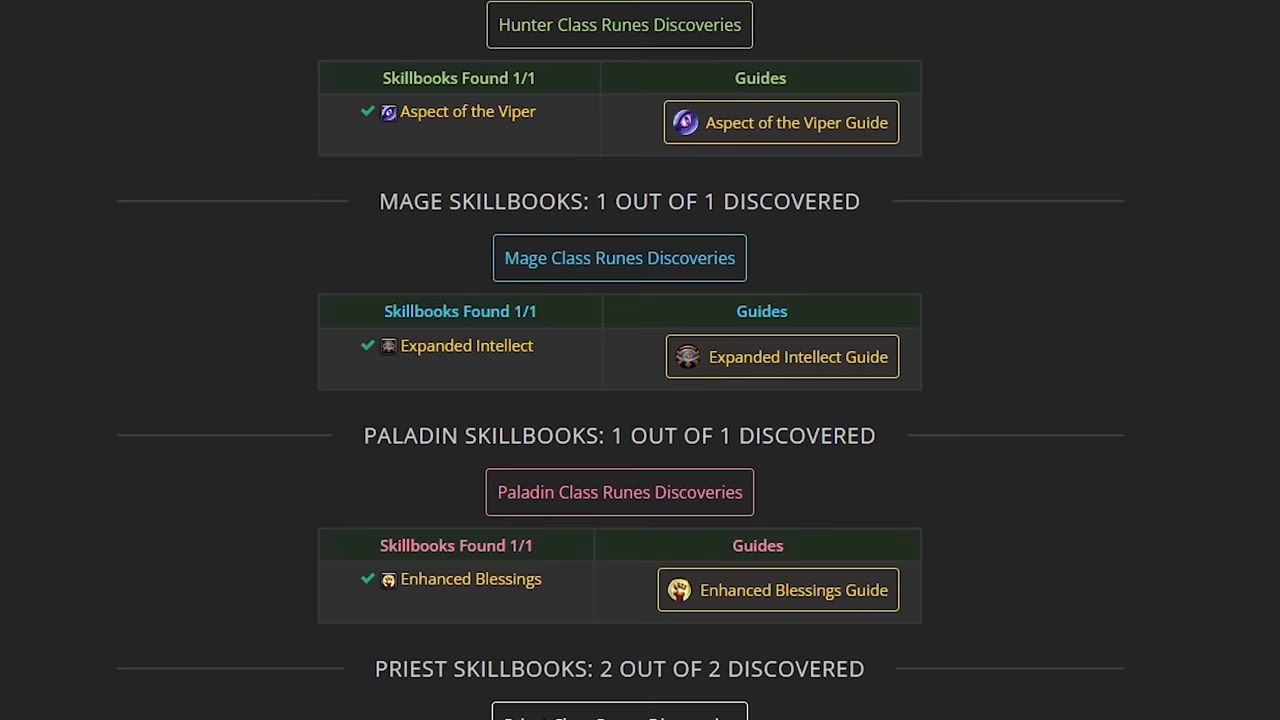 Hunter Class Runes Discoveries
Skillbooks Found 1/1 Guides
Aspect of the Viper Aspect of the Viper Guide
MAGE SKILLBOOKS: 1 OUT OF 1 DISCOVERED
Mage Class Runes Discoveries
Skillbooks Found 1/1 Guides
Expanded Intellect Expanded Intellect Guide
PALADIN SKILLBOOKS: 1 OUT OF 1 DISCOVERED
Paladin Class Runes Discoveries
Skillbooks Found 1/1 Guides
Enhanced Blessings Enhanced Blessings Guide
PRIEST SKILLBOOKS: 2 OUT OF 2 DISCOVERED